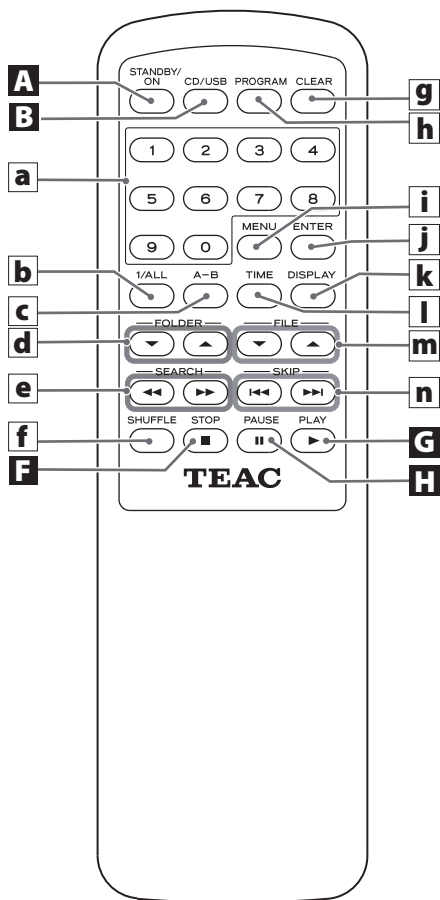 STANDBY/
ON
CD/USB
PROGRAM
CLEAR
A
B
g
h
1
2
3
4
a
5
6
7
8
9
0
MENU
ENTER
i
j
1/ALL
A–B
TIME
DISPLAY
b
c
k
l
FOLDER
FILE
d
m
SEARCH
SKIP
e
n
SHUFFLE
STOP
PAUSE
PLAY
f
F
G
H
TEAC